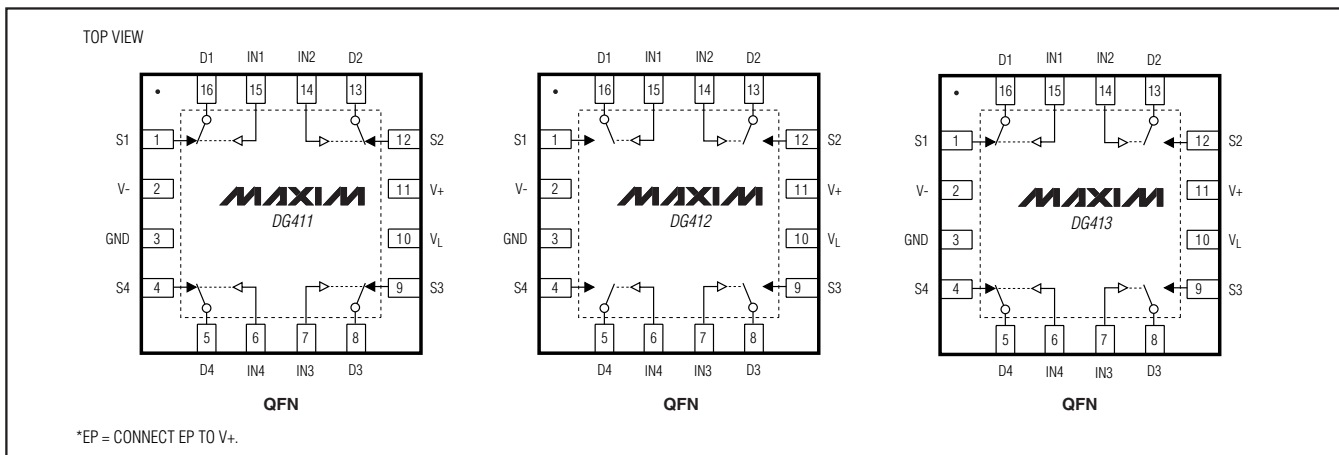 TOP VIEW
D1 IN1 IN2 D2
16 15 14 13
S1 1 12 S2
V- 2 11 V+
GND 3 10 VL
S4 4 9 S3
MAXIM
DG411
5 6 7 8
D4 IN4 IN3 D3
QFN
D1 IN1 IN2 D2
16 15 14 13
S1 1 12 S2
V- 2 11 V+
GND 3 10 VL
S4 4 9 S3
MAXIM
DG412
5 6 7 8
D4 IN4 IN3 D3
QFN
D1 IN1 IN2 D2
16 15 14 13
S1 1 12 S2
V- 2 11 V+
GND 3 10 VL
S4 4 9 S3
MAXIM
DG413
5 6 7 8
D4 IN4 IN3 D3
QFN
*EP = CONNECT EP TO V+.